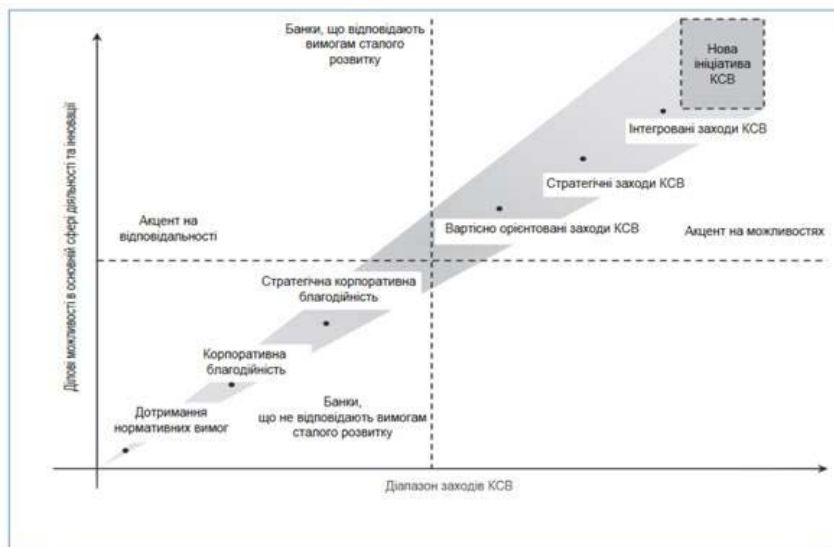 Банки, що відповідають
вимогам сталого
розвитку
Нова
ініціатива
КСВ
Інтегровані заходи КСВ
Стратегічні заходи КСВ
Акцент на
відповідальності
Вартісно орієнтовані заходи КСВ
Акцент на можливостях
Ділові можливості в основній сфері діяльності та інновації
Стратегічна корпоративна
благодійність
Корпоративна
благодійність
Дотримання
нормативних вимог
Банки,
що не відповідають вимогам
сталого розвитку
Діапазон заходів КСВ